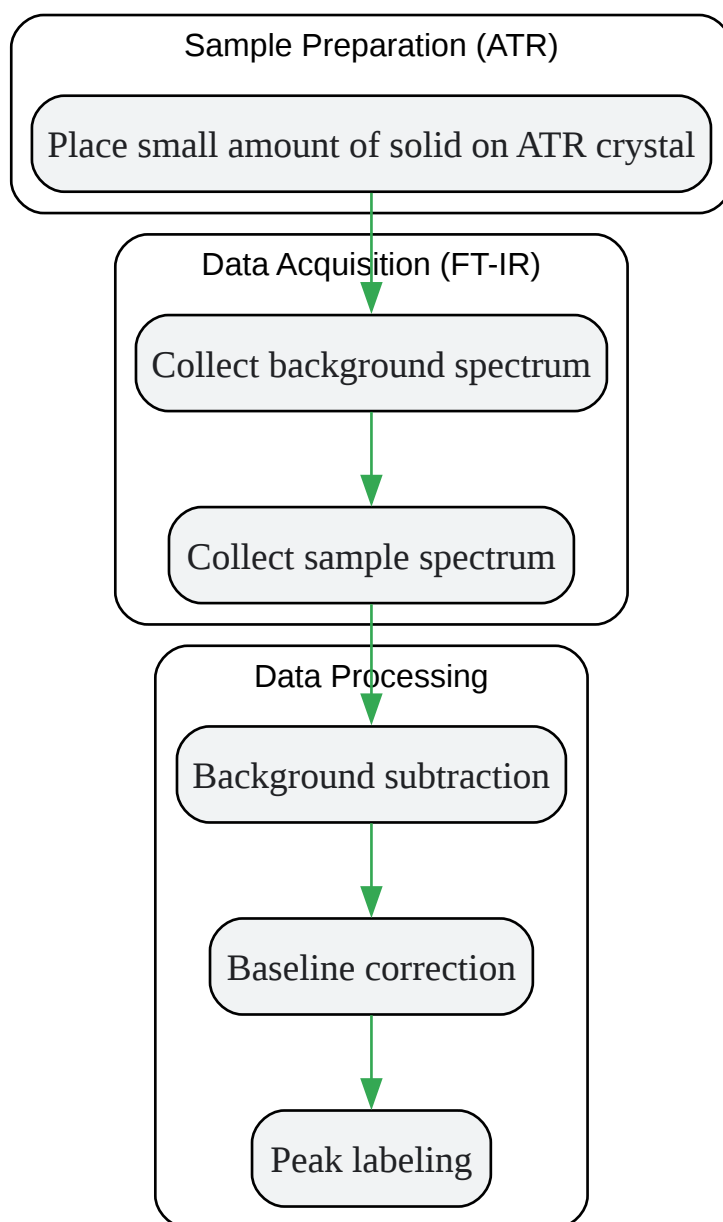 Sample Preparation (ATR)
Place small amount of solid on ATR crystal
Data Acquisition (FT-IR)
Collect background spectrum
Collect sample spectrum
Data Processing
Background subtraction
Baseline correction
Peak labeling